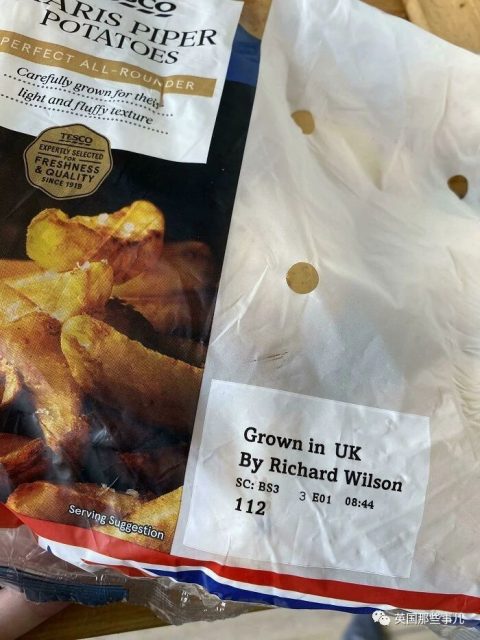 TESCO
MARIS PIPER
POTATOES
PERFECT ALL-ROUNDER
Carefully grown for their
light and fluffy texture
TESCO
EXPERTLY SELECTED
FOR
FRESHNESS
& QUALITY
SINCE 1919
Grown in UK
By Richard Wilson
SC: BS3 3 E01 08:44
112
Serving Suggestion
英国那些事儿